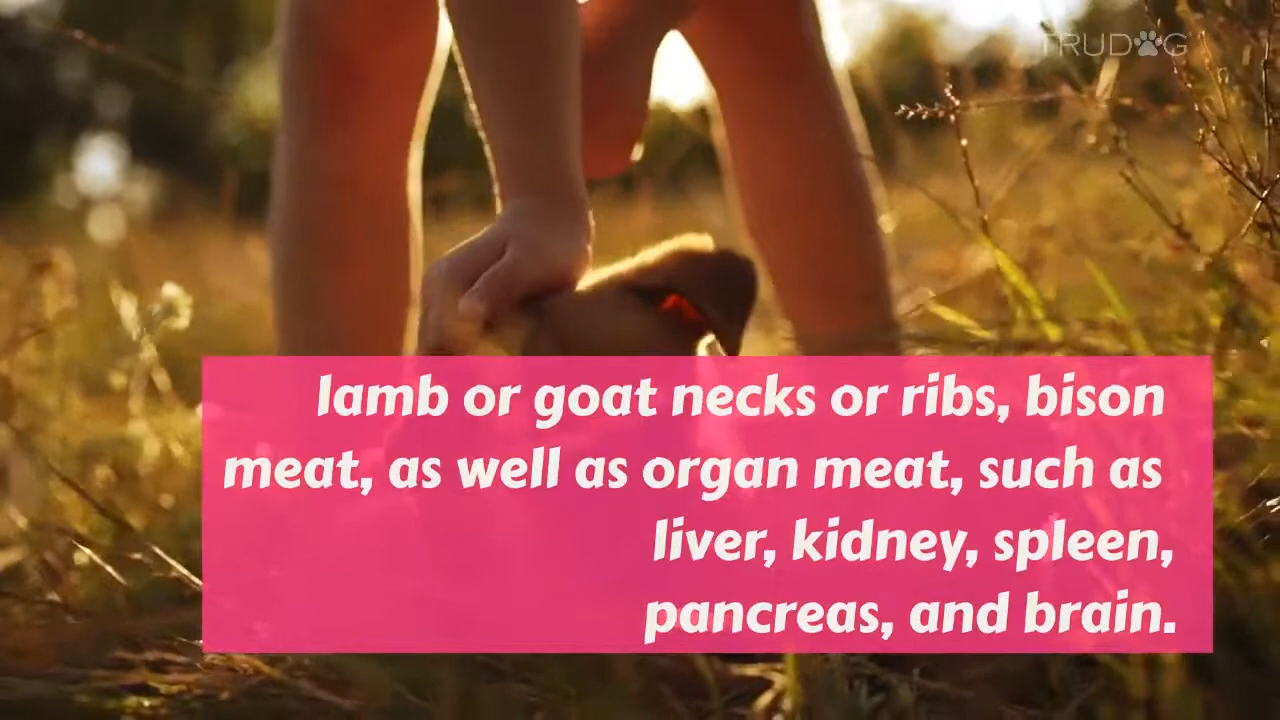 TRUDOG
lamb or goat necks or ribs, bison
meat, as well as organ meat, such as
liver, kidney, spleen,
pancreas, and brain.